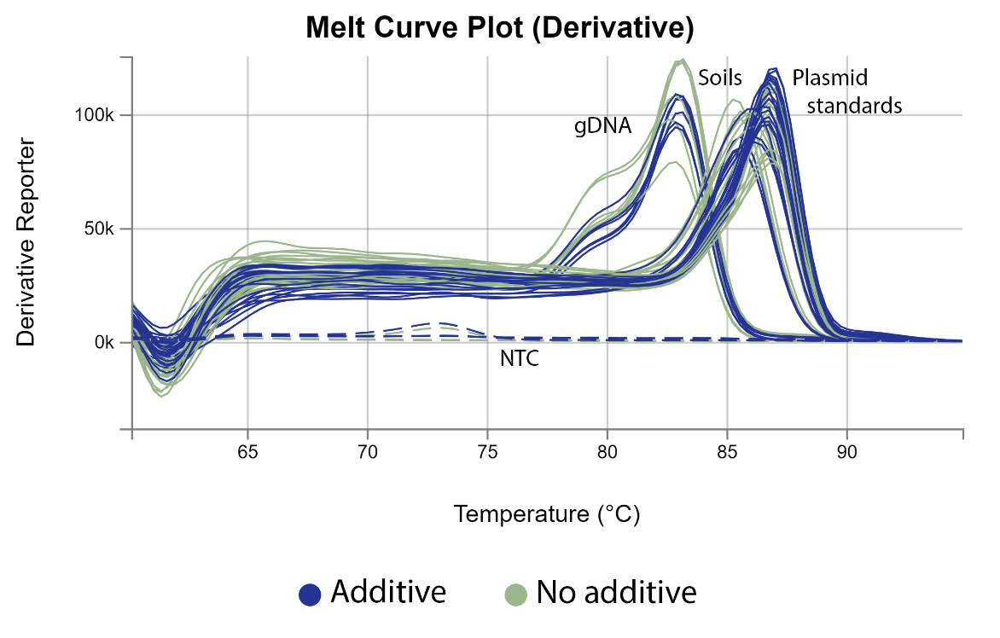 Melt Curve Plot (Derivative)
Soils
Plasmid
standards
gDNA
100k
50k
0k
Derivative Reporter
NTC
65
70
75
80
85
90
Temperature (°C)
Additive
No additive